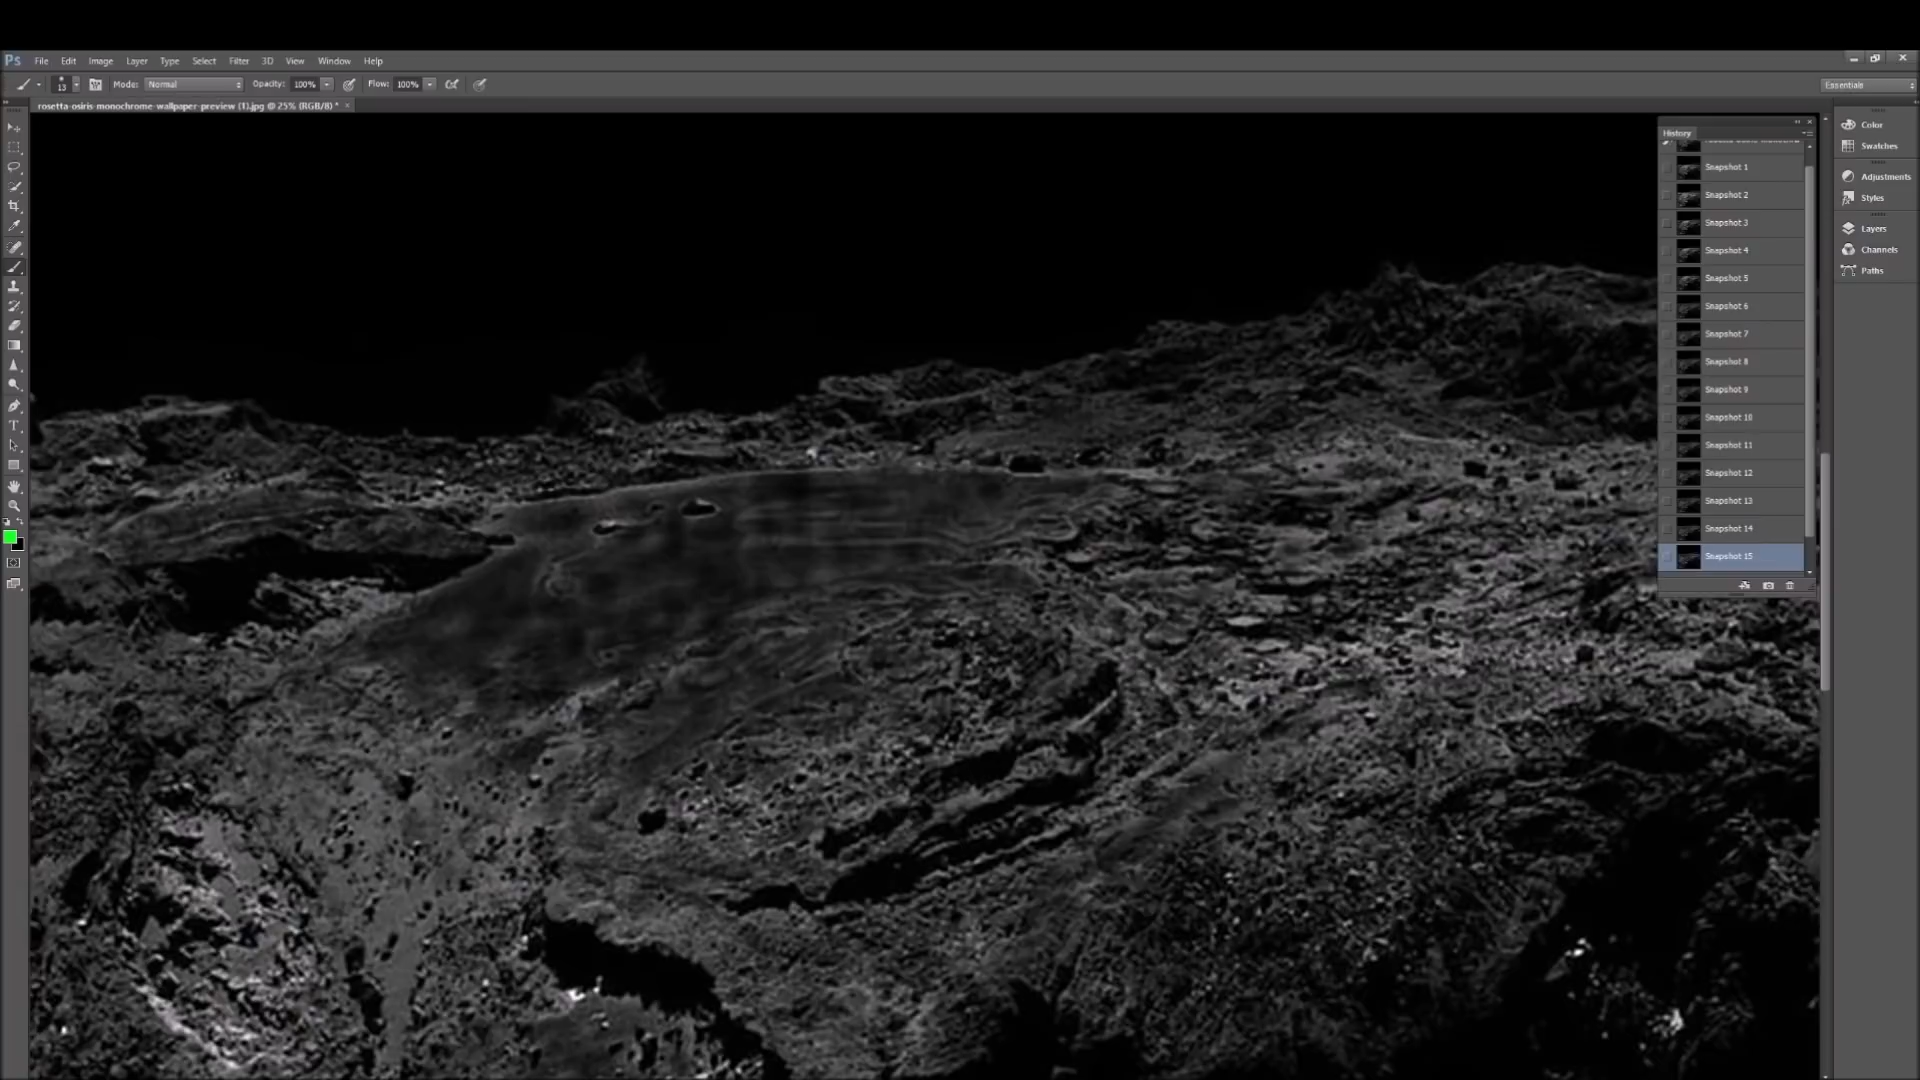 Ps File Edit Image Layer Type Select Filter 3D View Window Help
13 Mode: Normal Opacity: 100% Flow: 100% Essentials
rosetta-osiris-monochrome-wallpaper-preview (1).jpg @ 25% (RGB/8) * ×
History
Snapshot 1
Snapshot 2
Snapshot 3
Snapshot 4
Snapshot 5
Snapshot 6
Snapshot 7
Snapshot 8
Snapshot 9
Snapshot 10
Snapshot 11
Snapshot 12
Snapshot 13
Snapshot 14
Snapshot 15
Color
Swatches
Adjustments
Styles
Layers
Channels
Paths